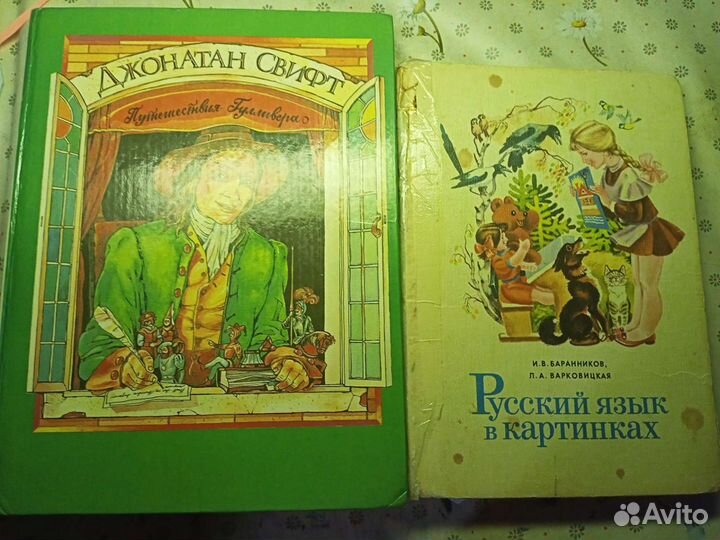 ДЖОНАТАН СВИФТ
Путешествия Гулливера
И.В. БАРАННИКОВ,
Л.А. ВАРКОВИЦКАЯ
Русский язык
в картинках
Avito